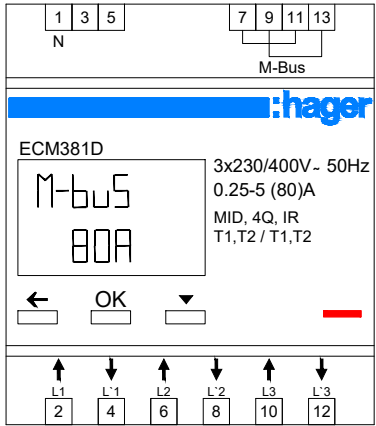 1 3 5 7 9 11 13
N
M-Bus
:hager
ECM381D
3x230/400V~ 50Hz
0.25-5 (80)A
MID, 4Q, IR
T1,T2 / T1,T2
M-buS
80A
OK
L1 L`1 L2 L`2 L3 L`3
2 4 6 8 10 12